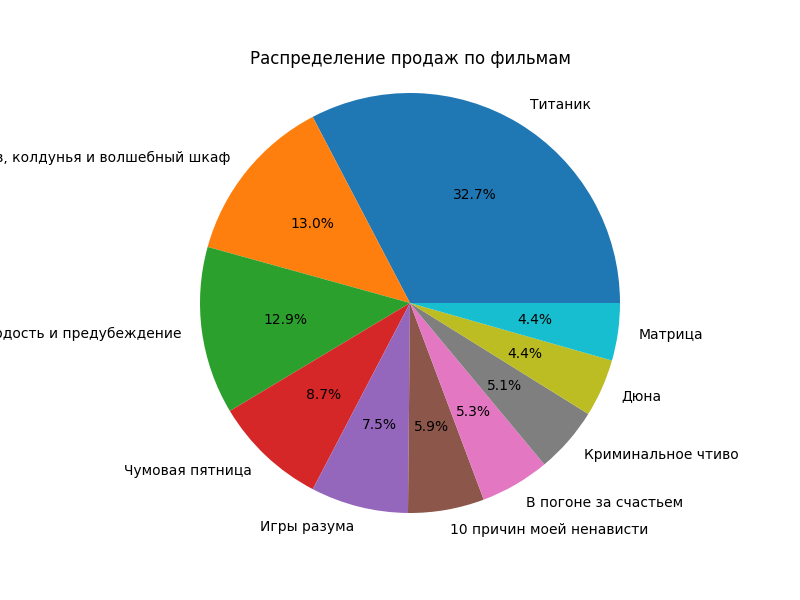 Распределение продаж по фильмам
Титаник
32.7%
колдунья и волшебный шкаф
13.0%
и предубеждение
12.9%
Чумовая пятница
8.7%
Игры разума
7.5%
10 причин моей ненависти
5.9%
В погоне за счастьем
5.3%
Криминальное чтиво
5.1%
Дюна
4.4%
Матрица
4.4%